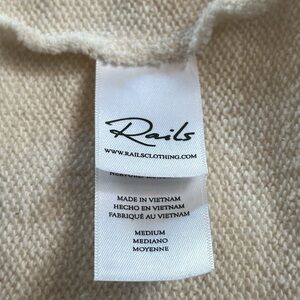 Rails
WWW.RAILSCLOTHING.COM
MADE IN VIETNAM
HECHO EN VIETNAM
FABRIQUÉ AU VIETNAM
MEDIUM
MEDIANO
MOYENNE